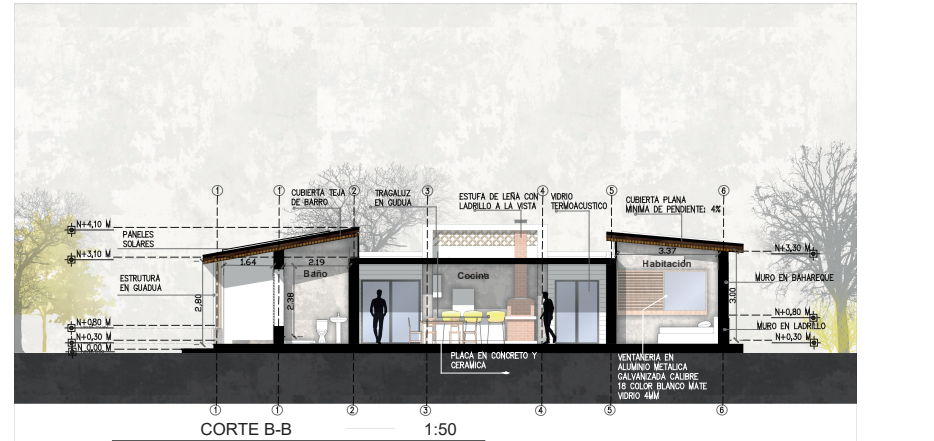 1
1
CUBIERTA TEJA
DE BARRO
2
TRAGALUZ
EN GUDUA
3
ESTUFA DE LEÑA CON
LADRILLO A LA VISTA
4
VIDRIO
TERMOACUSTICO
5
CUBIERTA PLANA
MINIMA DE PENDIENTE: 4%
6
N+4,10 M
PANELES
SOLARES
N+3,10 M
ESTRUTURA
EN GUADUA
N+0,80 M
N+0,30 M
N 0,00 M
1.64
2.19
Baño
2.80
2.38
Cocina
3.37
Habitación
3.00
N+3,30 M
MURO EN BAHAREQUE
N+0,80 M
MURO EN LADRILLO
N+0,30 M
PLACA EN CONCRETO Y
CERAMICA
VENTANERIA EN
ALUMINIO METALICA
GALVANIZADA CALIBRE
18 COLOR BLANCO MATE
VIDRIO 4MM
1
1
2
3
4
5
6
CORTE B-B
1:50